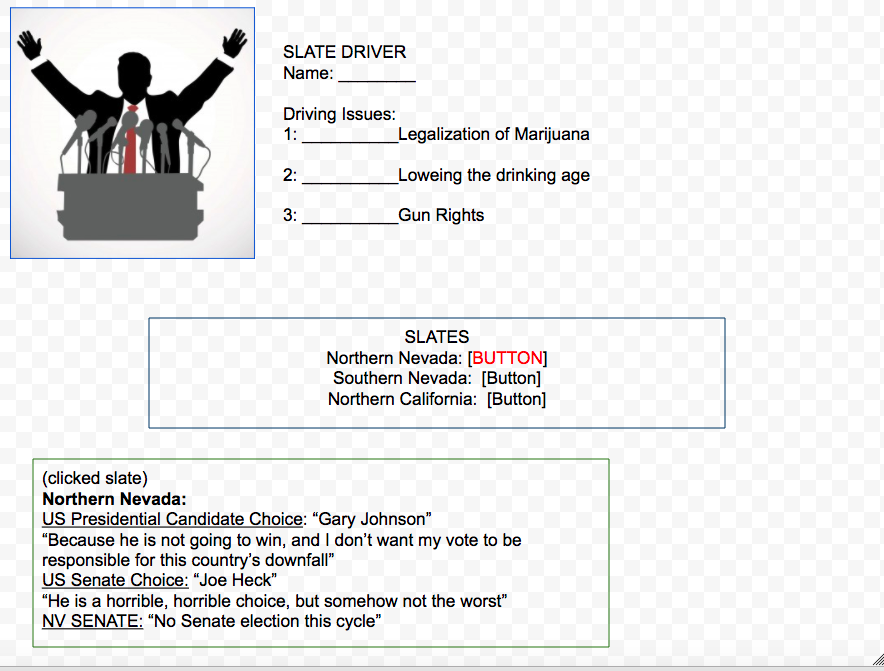 SLATE DRIVER
Name: ________
Driving Issues:
1: __________Legalization of Marijuana
2: __________Loweing the drinking age
3: __________Gun Rights
SLATES
Northern Nevada: [BUTTON]
Southern Nevada:  [Button]
Northern California:  [Button]
(clicked slate)
Northern Nevada:
US Presidential Candidate Choice: “Gary Johnson”
“Because he is not going to win, and I don’t want my vote to be
responsible for this country’s downfall”
US Senate Choice: “Joe Heck”
“He is a horrible, horrible choice, but somehow not the worst”
NV SENATE: “No Senate election this cycle”